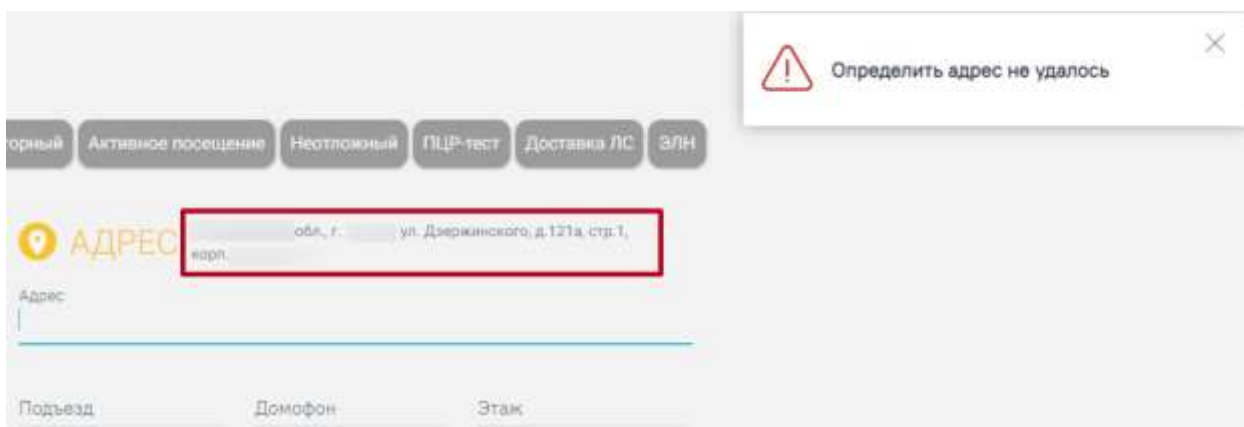 Определить адрес не удалось
орный Активное посещение Неотложный ПЦР-тест Доставка ЛС ЭЛН
АДРЕС
обл., г. ул. Дзержинского, д.121а, стр.1,
корп.
Адрес
Подъезд Домофон Этаж